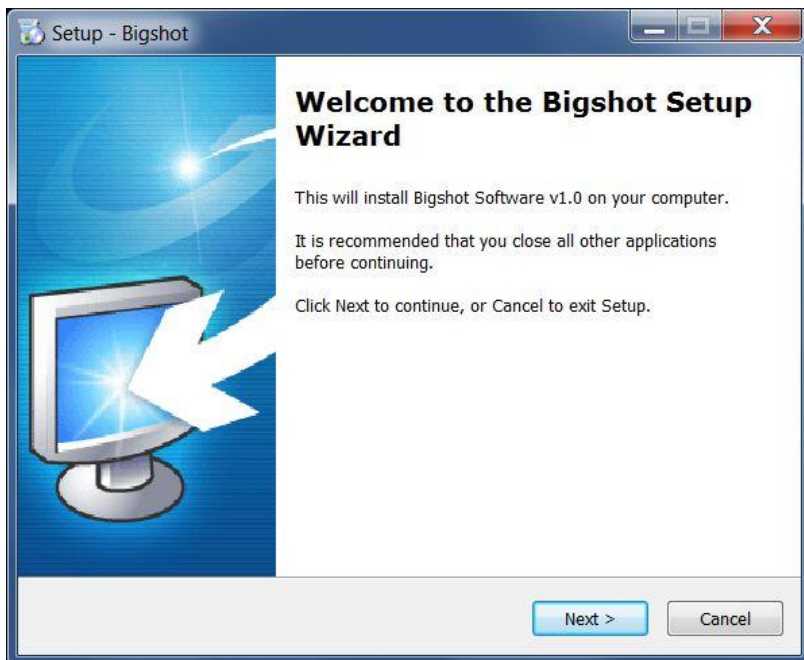 Setup - Bigshot
Welcome to the Bigshot Setup
Wizard
This will install Bigshot Software v1.0 on your computer.
It is recommended that you close all other applications
before continuing.
Click Next to continue, or Cancel to exit Setup.
Next >
Cancel